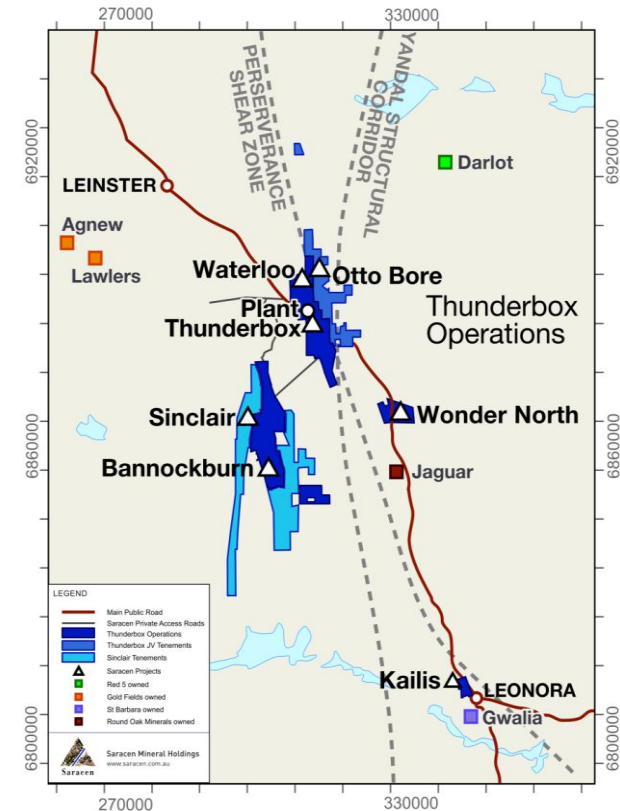 270000
330000
PERSERVERANCE
SHEAR ZONE
YANDAL STRUCTURAL
CORRIDOR
6920000
6920000
Darlot
LEINSTER
Agnew
Lawlers
Waterloo
Otto Bore
Plant
Thunderbox
Thunderbox
Operations
Sinclair
Wonder North
6860000
6860000
Bannockburn
Jaguar
LEGEND
Main Public Road
Saracen Private Access Roads
Thunderbox Operations
Thunderbox JV Tenements
Sinclair Tenements
Saracen Projects
Red 5 owned
Gold Fields owned
St Barbara owned
Round Oak Minerals owned
Saracen
Saracen Mineral Holdings
www.saracen.com.au
Kailis
LEONORA
Gwalia
6800000
6800000
270000
330000